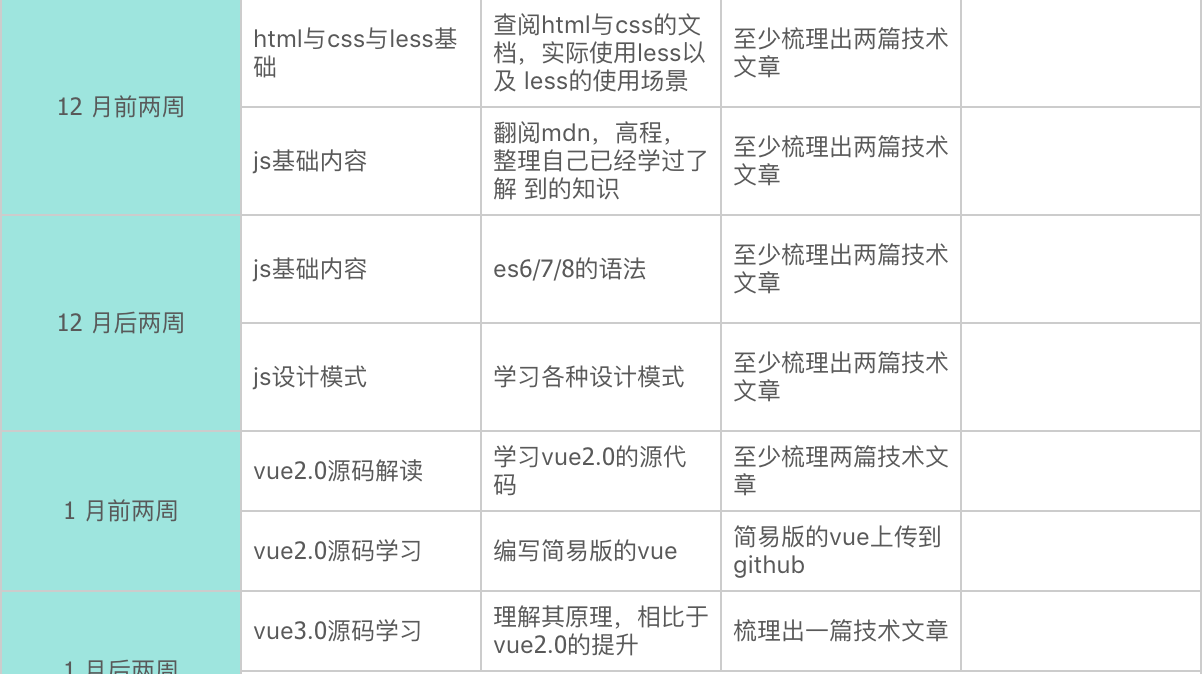 12 月前两周
html与css与less基
础
查阅html与css的文
档，实际使用less以
及 less的使用场景
至少梳理出两篇技术
文章
js基础内容
翻阅mdn，高程，
整理自己已经学过了
解 到的知识
至少梳理出两篇技术
文章
12 月后两周
js基础内容
es6/7/8的语法
至少梳理出两篇技术
文章
js设计模式
学习各种设计模式
至少梳理出两篇技术
文章
1 月前两周
vue2.0源码解读
学习vue2.0的源代
码
至少梳理两篇技术文
章
vue2.0源码学习
编写简易版的vue
简易版的vue上传到
github
1 月后两周
vue3.0源码学习
理解其原理，相比于
vue2.0的提升
梳理出一篇技术文章